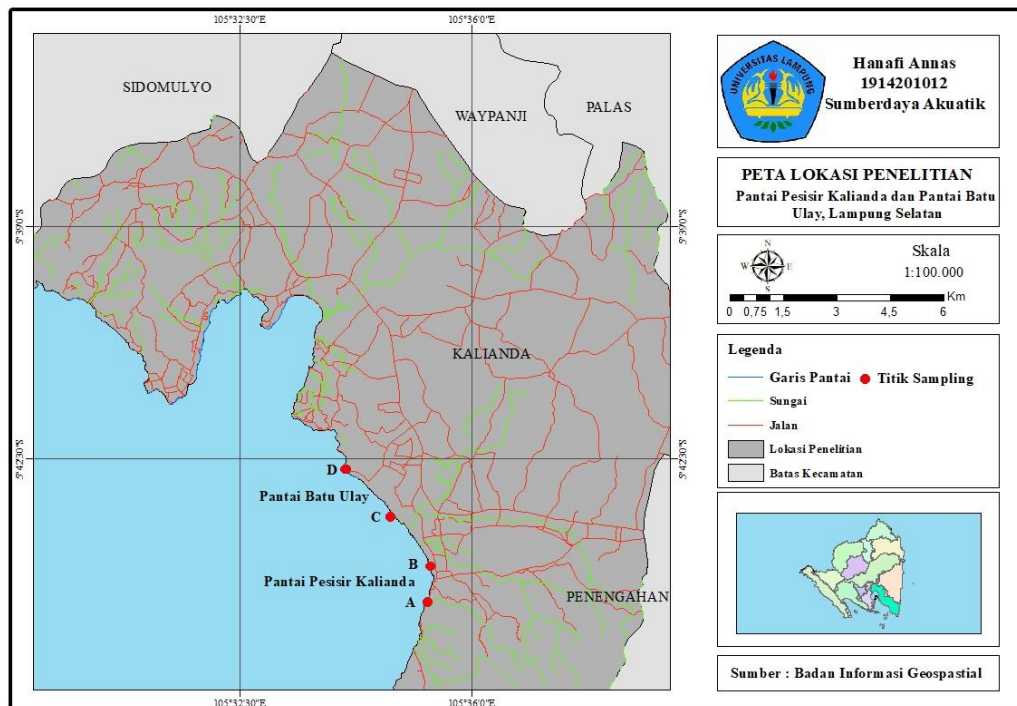 105°32'30"E
105°36'0"E
SIDOMULYO
WAYPANJI
PALAS
KALIANDA
PENENGAHAN
5°39'0"S
5°39'0"S
5°42'30"S
5°42'30"S
D
Pantai Batu Ulay
C
B
Pantai Pesisir Kalianda
A
105°32'30"E
105°36'0"E
UNIVERSITAS LAMPUNG
Hanafi Annas
1914201012
Sumberdaya Akuatik
PETA LOKASI PENELITIAN
Pantai Pesisir Kalianda dan Pantai Batu
Ulay, Lampung Selatan
N
W E
S
Skala
1:100.000
0 0,75 1,5 3 4,5 6 Km
Legenda
Garis Pantai Titik Sampling
Sungai
Jalan
Lokasi Penelitian
Batas Kecamatan
Sumber : Badan Informasi Geospastial